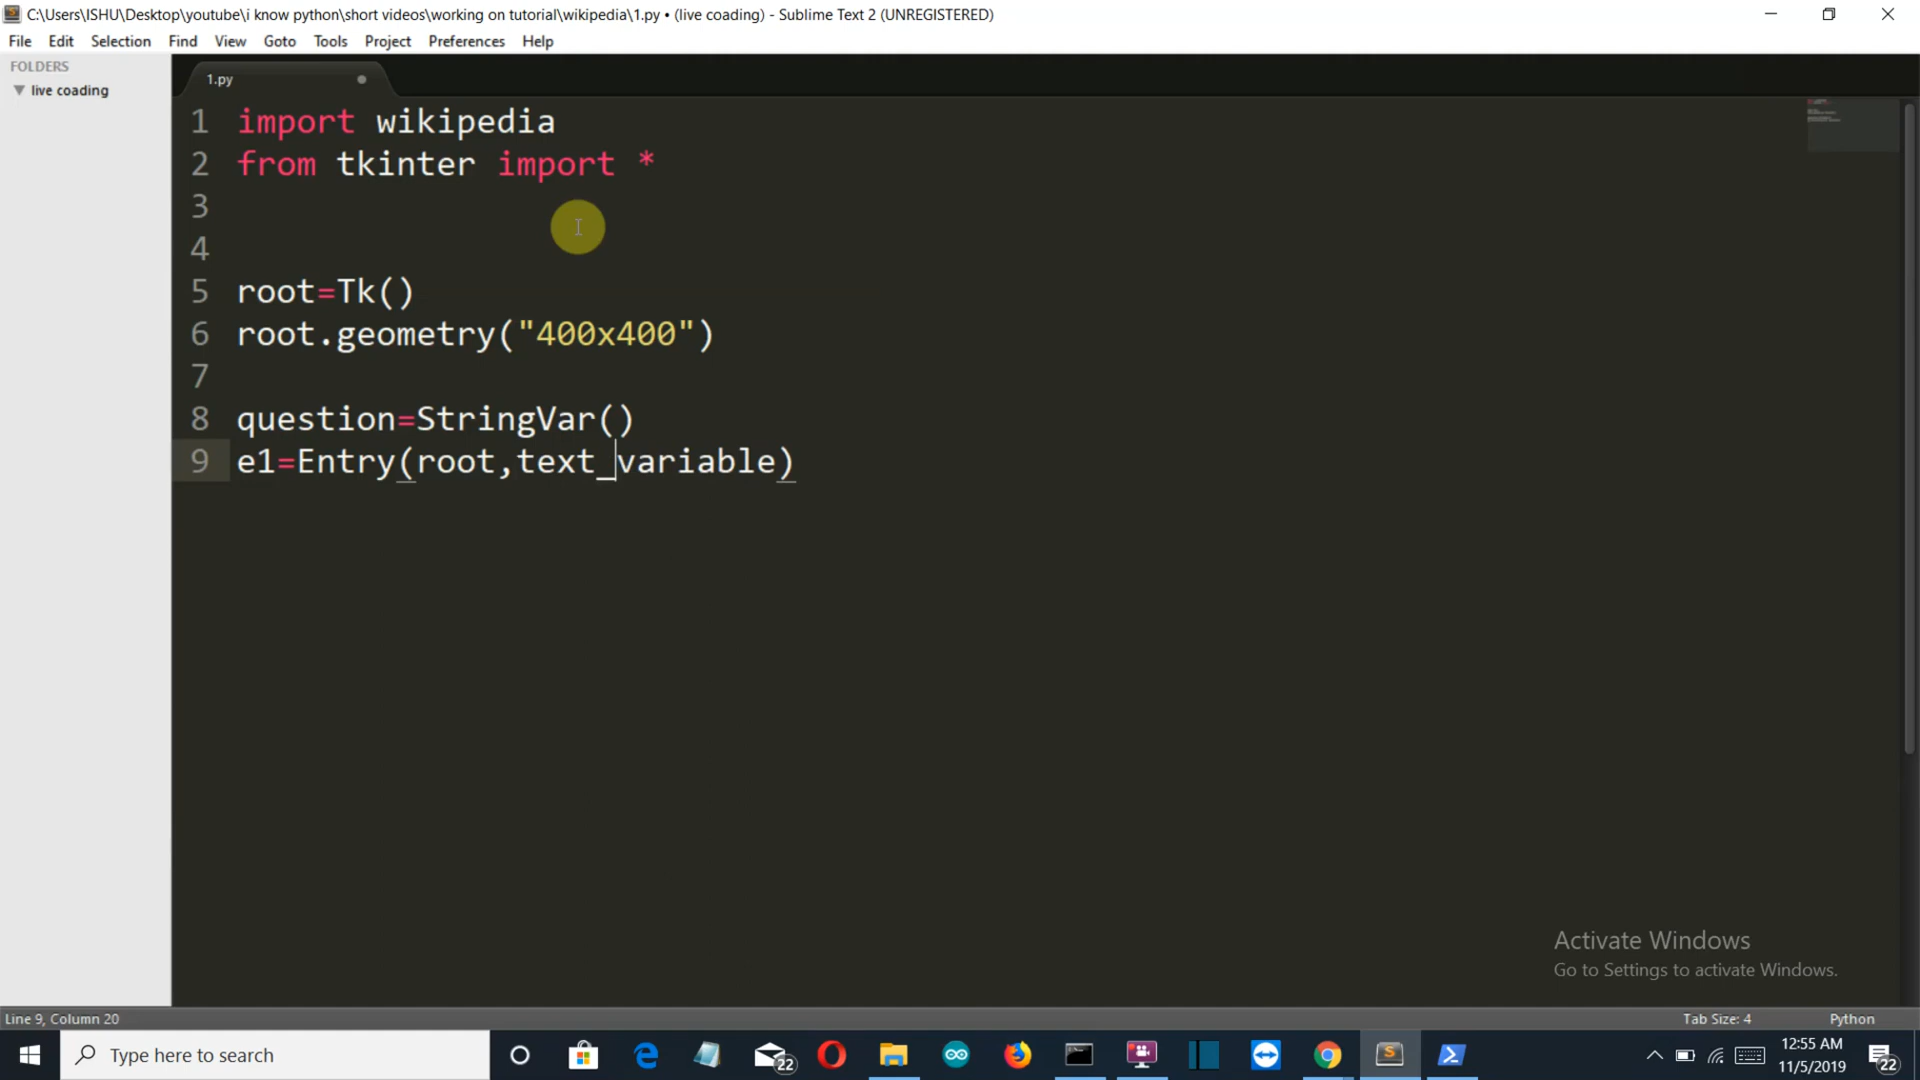 C:\Users\ISHU\Desktop\youtube\i know python\short videos\working on tutorial\wikipedia\1.py • (live coading) - Sublime Text 2 (UNREGISTERED)
File Edit Selection Find View Goto Tools Project Preferences Help
FOLDERS
live coading
1.py
1 import wikipedia
2 from tkinter import *
3
4
5 root=Tk()
6 root.geometry("400x400")
7
8 question=StringVar()
9 e1=Entry(root,text_variable)
Activate Windows
Go to Settings to activate Windows.
Line 9, Column 20
Tab Size: 4
Python
Type here to search
22
12:55 AM
11/5/2019
22